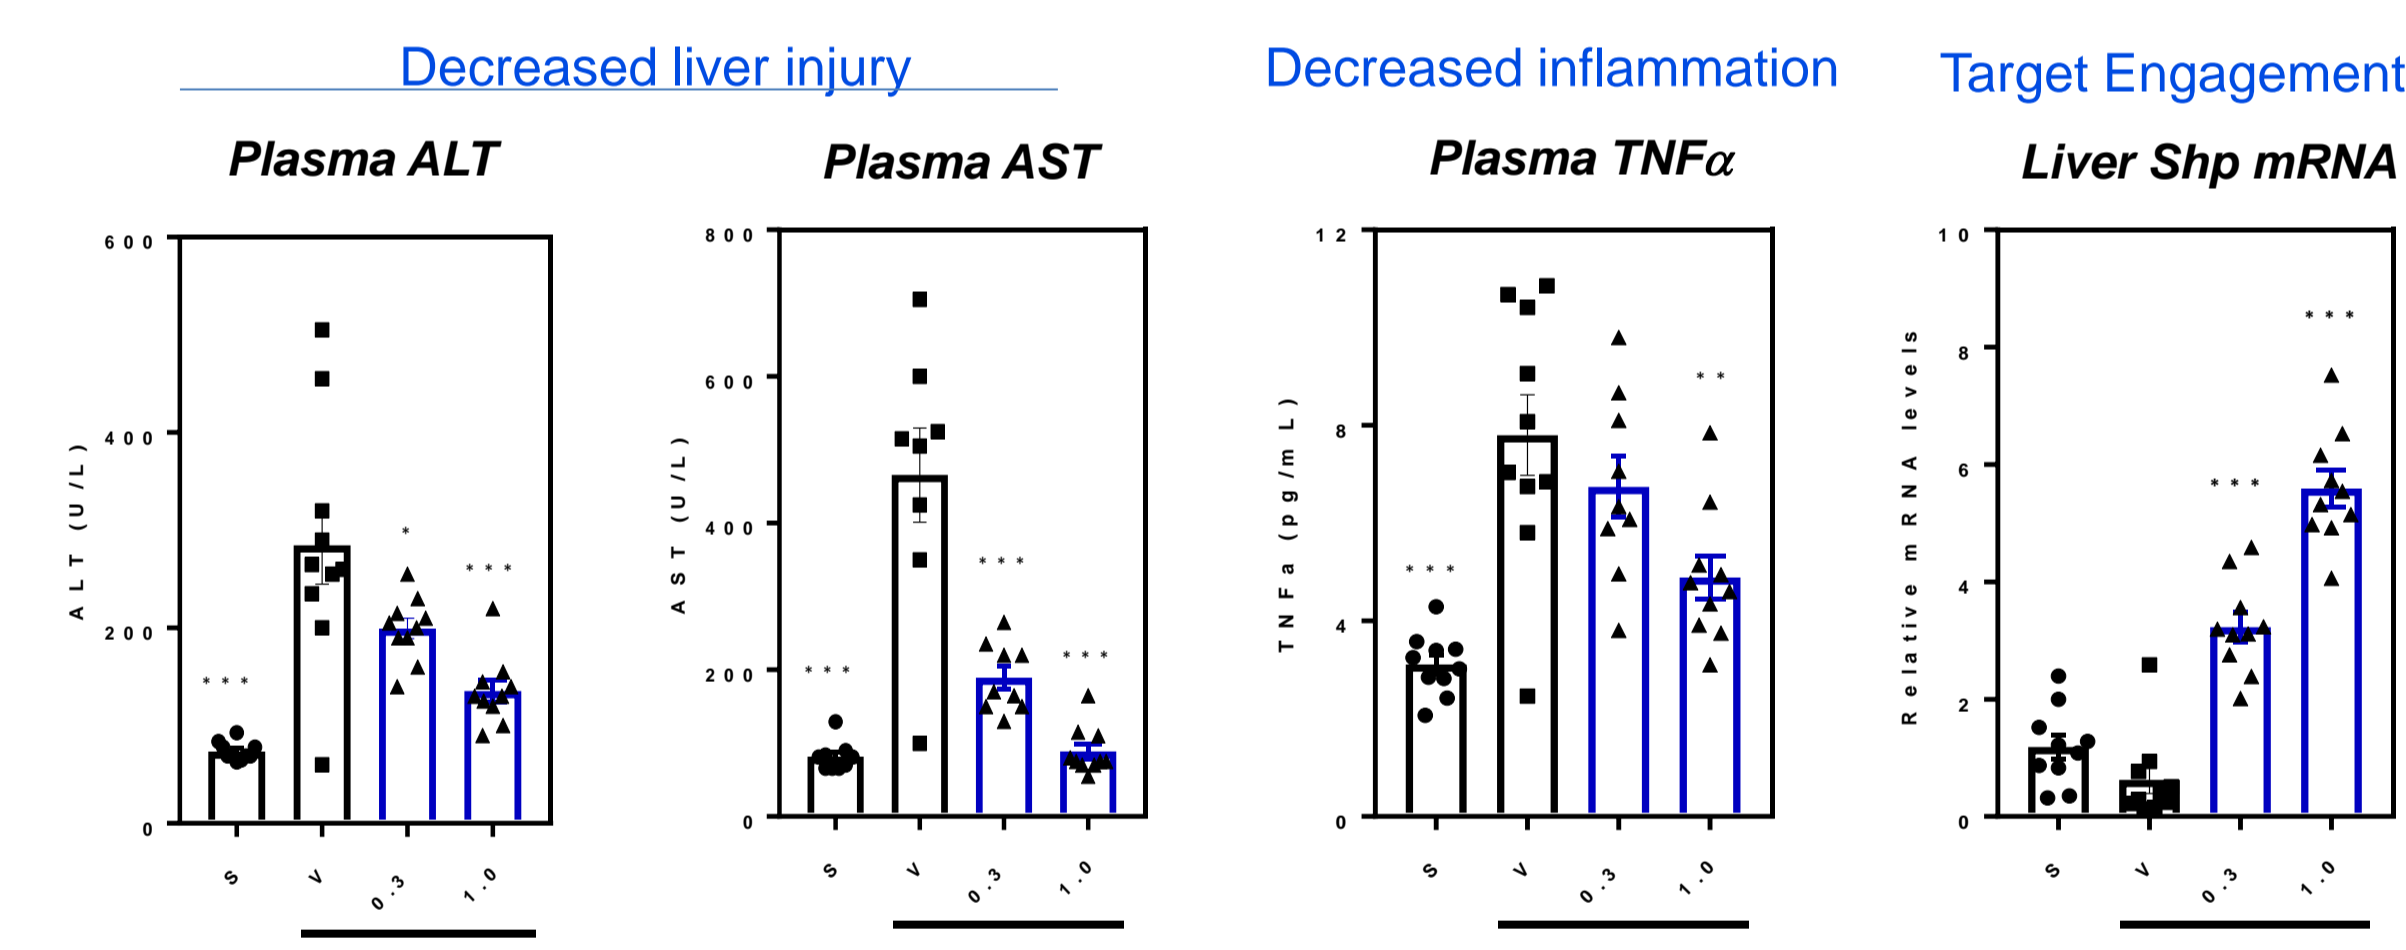 Decreased liver injury
Decreased inflammation
Target Engagement
Plasma ALT
Plasma AST
Plasma TNFα
Liver Shp mRNA
ALT (U/L)
600
400
200
0
***
*
***
S
V
0.3
1.0
AST (U/L)
800
600
400
200
0
***
***
***
S
V
0.3
1.0
TNFa (pg/mL)
12
8
4
0
***
**
S
V
0.3
1.0
Relative mRNA levels
10
8
6
4
2
0
***
***
S
V
0.3
1.0